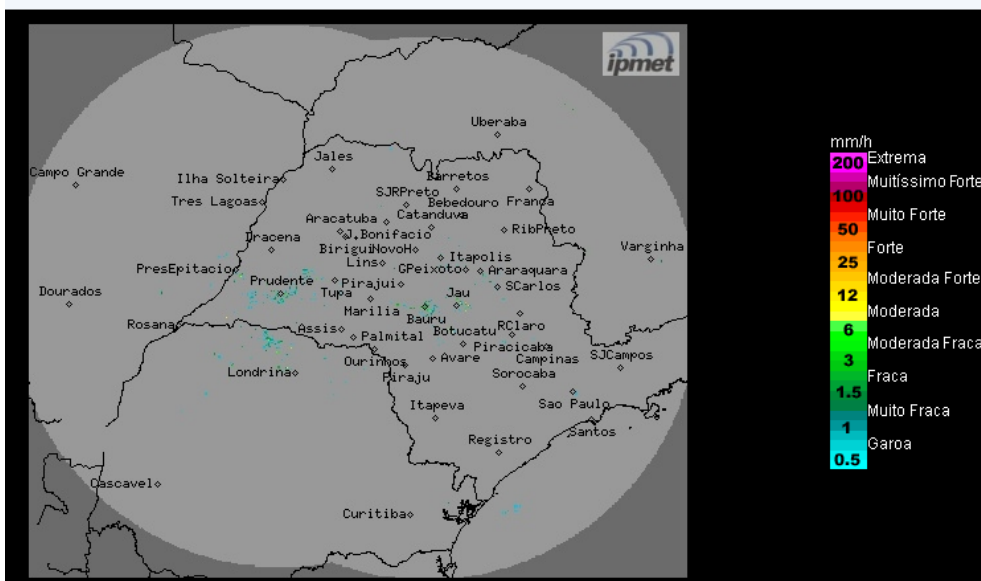 ipmet
Uberaba
Jales
Campo Grande
Ilha Solteira
Barretos
SJRPreto
Tres Lagoas
Bebedouro
Franca
Catanduva
Aracatuba
J.Bonifacio
RibPreto
Dracena
Birigui
NovoH
Varginha
Itapolis
Lins
PresEpitacio
GPeixoto
Araraquara
Prudente
Pirajui
SCarlos
Dourados
Tupa
Jau
Marilia
Bauru
Rosana
Assis
Botucatu
RClaro
Palmital
Piracicaba
Ourinhos
Avare
Campinas
SJCampos
Londrina
Piraju
Sorocaba
Itapeva
Sao Paulo
Santos
Registro
Cascavel
Curitiba
mm/h
200 Extrema
Muitíssimo Forte
100
Muito Forte
50
Forte
25
Moderada Forte
12
Moderada
6
Moderada Fraca
3
Fraca
1.5
Muito Fraca
1
Garoa
0.5